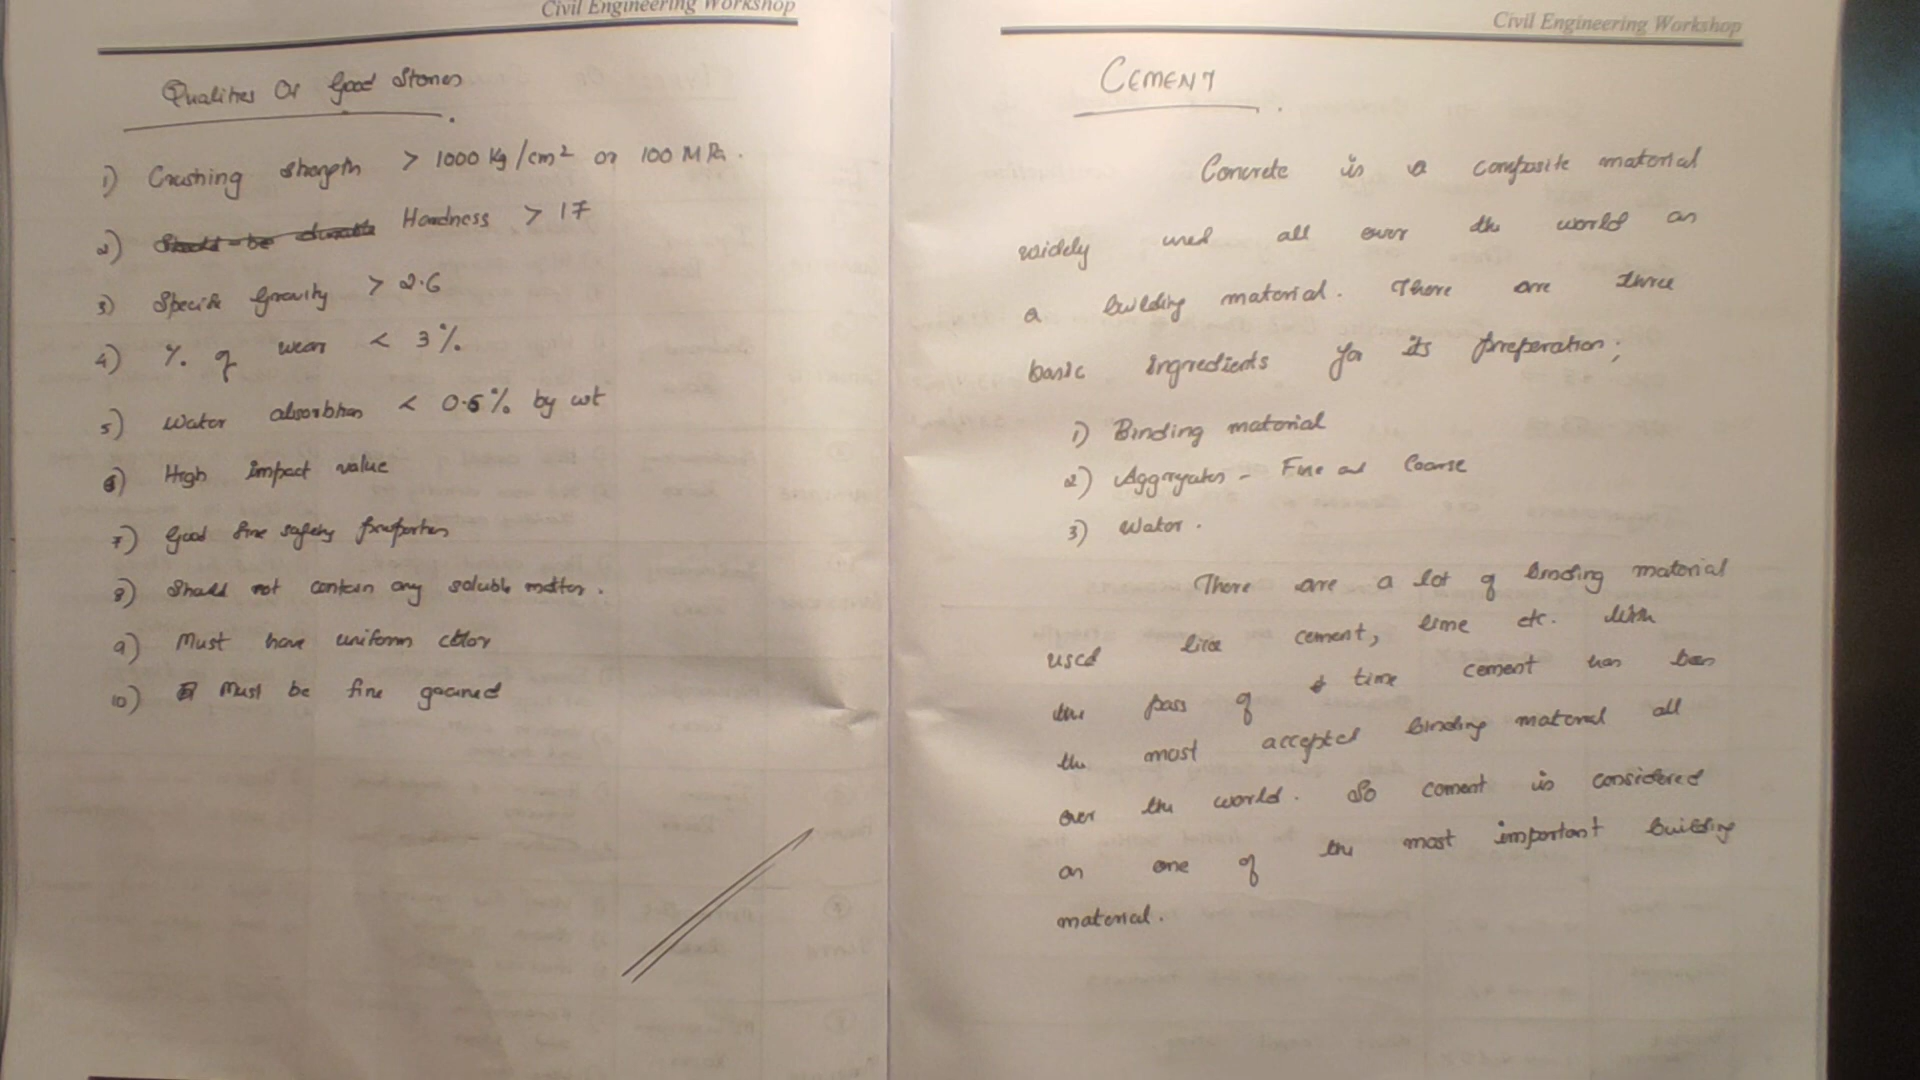 Civil Engineering Workshop
Qualities Of Good Stones
1) Crushing strength > 1000 Kg/cm² or 100 MPa.
2) Should be durable Hardness > 17
3) Specific Gravity > 2.6
4) % of wear < 3%.
5) Water absorbtion < 0.6% by wt
6) High impact value
7) Good fire safety properties
8) Should not contain any soluble matter.
9) Must have uniform color
10) Must be fine grained
Civil Engineering Workshop
CEMENT
Concrete is a composite material
widely used all over the world as
a building material. There are three
basic ingredients for its preperation;
1) Binding material
2) Aggregates - Fine and Coarse
3) Water.
There are a lot of binding material
used like cement, lime etc. With
the pass of time cement has been
the most accepted binding material all
over the world. So cement is considered
as one of the most important building
material.